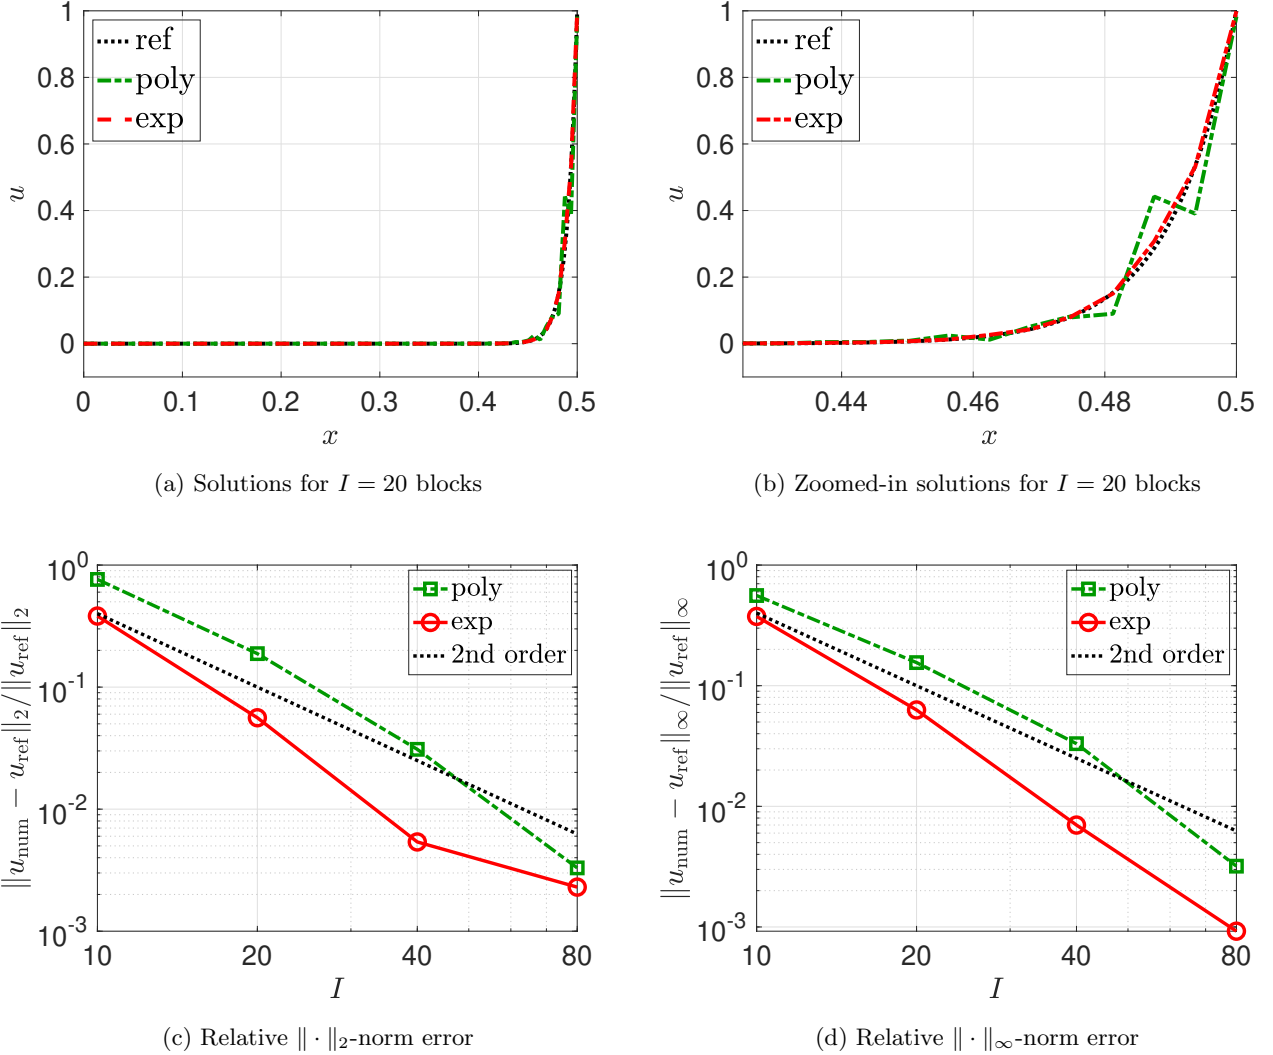 1
0.8
0.6
0.4
0.2
0
u
ref
poly
exp
0 0.1 0.2 0.3 0.4 0.5
x
(a) Solutions for I = 20 blocks
1
0.8
0.6
0.4
0.2
0
u
ref
poly
exp
0.44 0.46 0.48 0.5
x
(b) Zoomed-in solutions for I = 20 blocks
10^0
10^-1
10^-2
10^-3
‖u_num − u_ref‖_2/‖u_ref‖_2
poly
exp
2nd order
10 20 40 80
I
(c) Relative ‖ · ‖_2-norm error
10^0
10^-1
10^-2
10^-3
‖u_num − u_ref‖_∞/‖u_ref‖_∞
poly
exp
2nd order
10 20 40 80
I
(d) Relative ‖ · ‖_∞-norm error